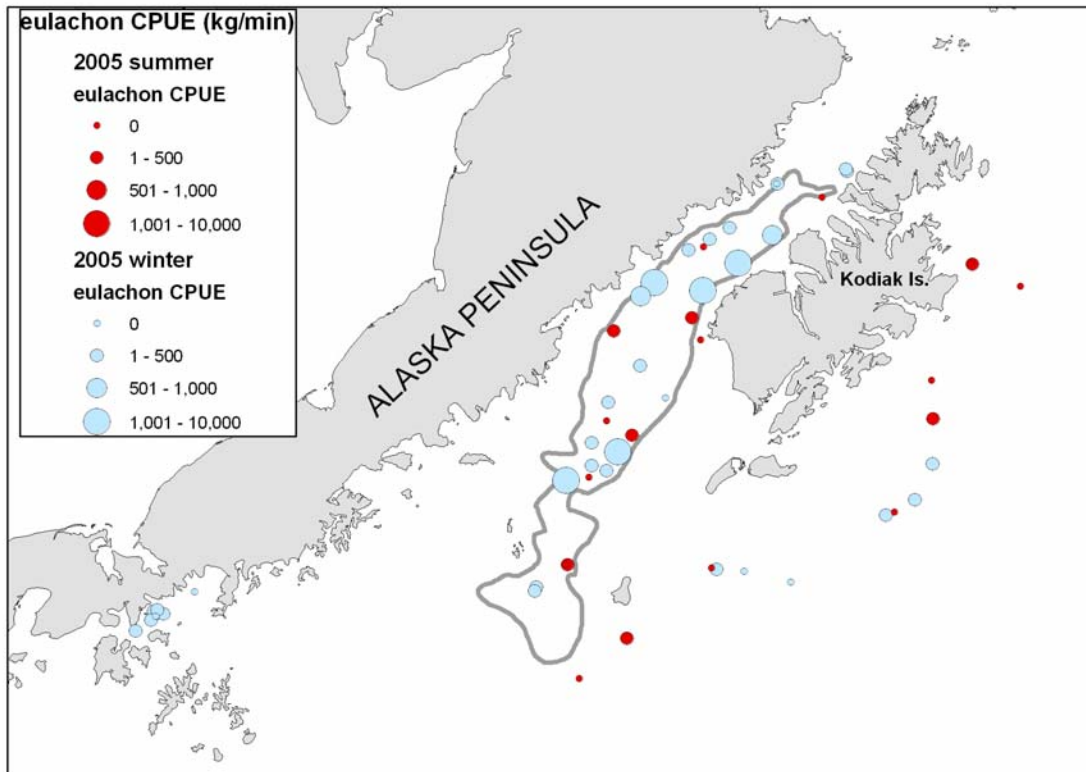 eulachon CPUE (kg/min)
2005 summer
eulachon CPUE
0
1 - 500
501 - 1,000
1,001 - 10,000
2005 winter
eulachon CPUE
0
1 - 500
501 - 1,000
1,001 - 10,000
ALASKA PENINSULA
Kodiak Is.